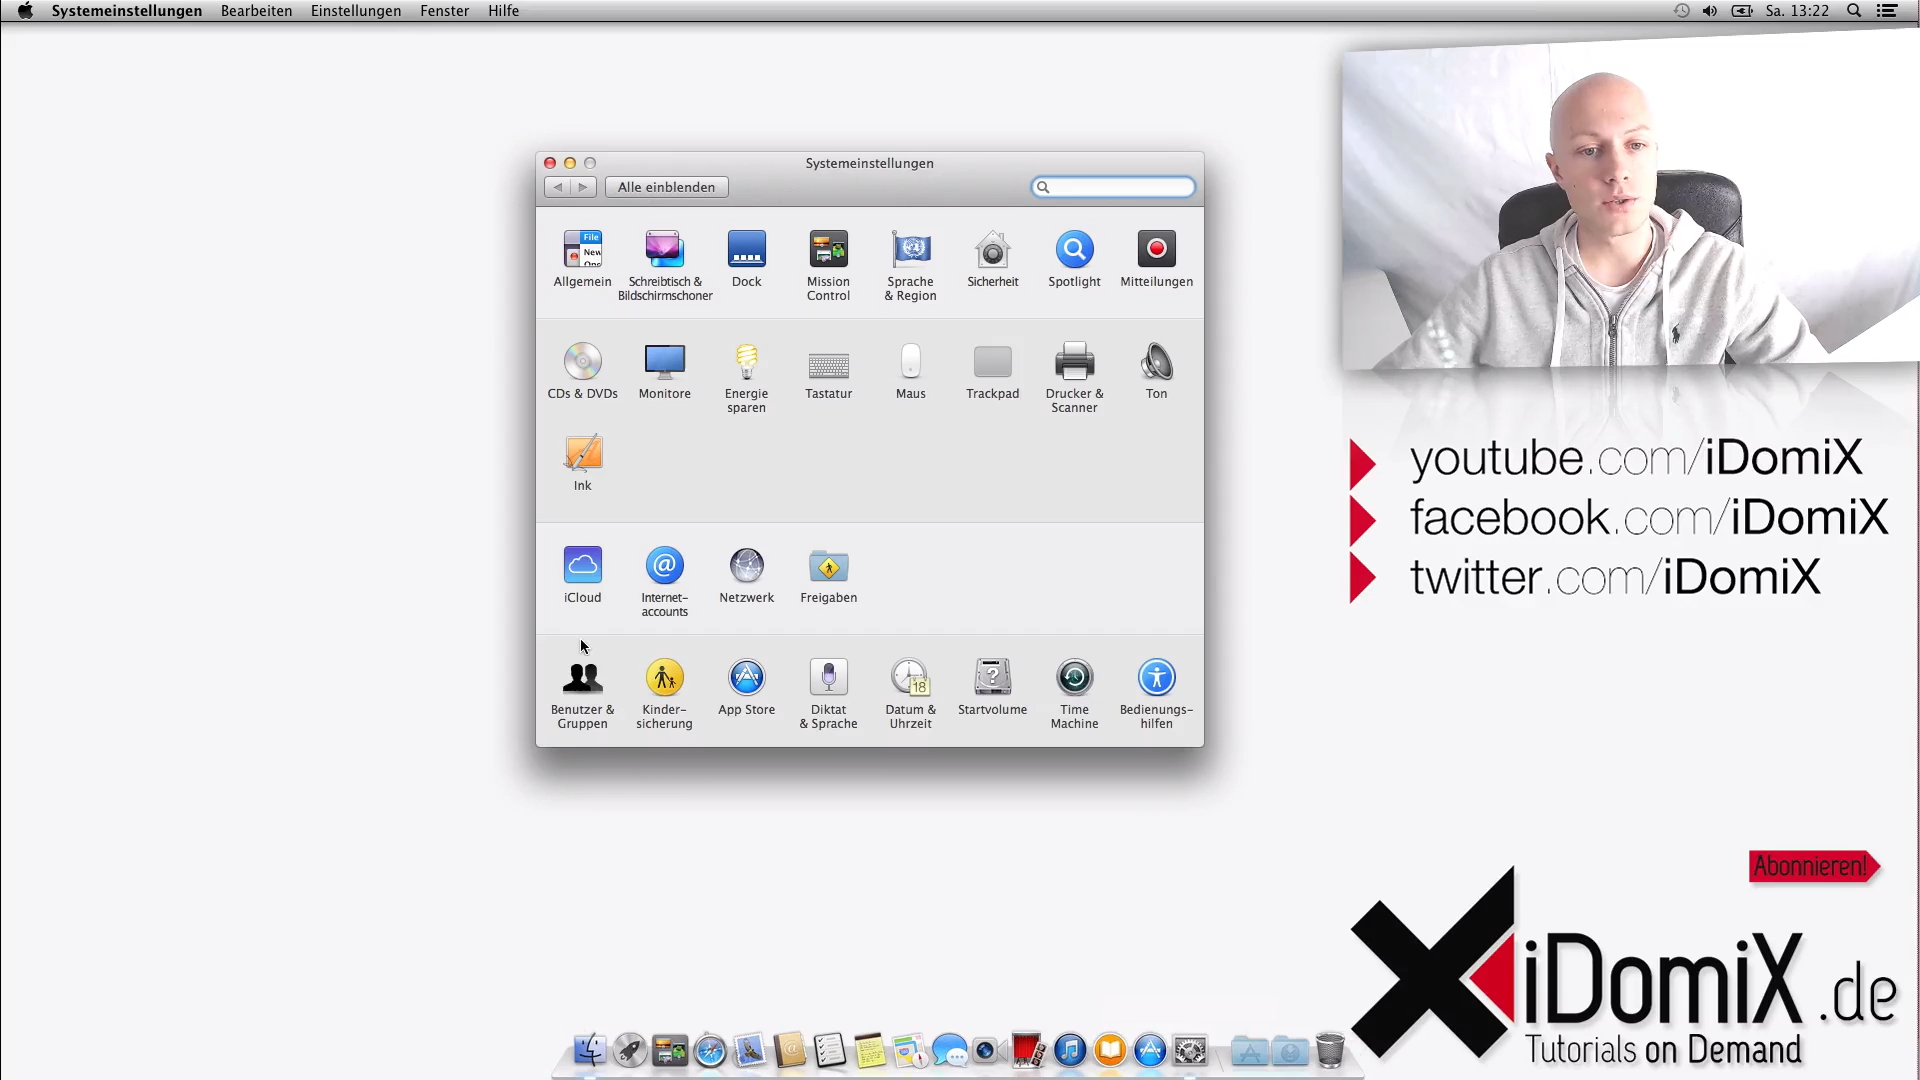 Systemeinstellungen Bearbeiten Einstellungen Fenster Hilfe
Sa. 13:22
Systemeinstellungen
Alle einblenden
File
New
Allgemein
Schreibtisch &
Bildschirmschoner
Dock
Mission
Control
Sprache
& Region
Sicherheit
Spotlight
Mitteilungen
CDs & DVDs
Monitore
Energie
sparen
Tastatur
Maus
Trackpad
Drucker &
Scanner
Ton
Ink
iCloud
@
Internet-
accounts
Netzwerk
Freigaben
Benutzer &
Gruppen
Kinder-
sicherung
App Store
Diktat
& Sprache
18
Datum &
Uhrzeit
?
Startvolume
Time
Machine
Bedienungs-
hilfen
youtube.com/iDomiX
facebook.com/iDomiX
twitter.com/iDomiX
Abonnieren!
iDomiX.de
Tutorials on Demand